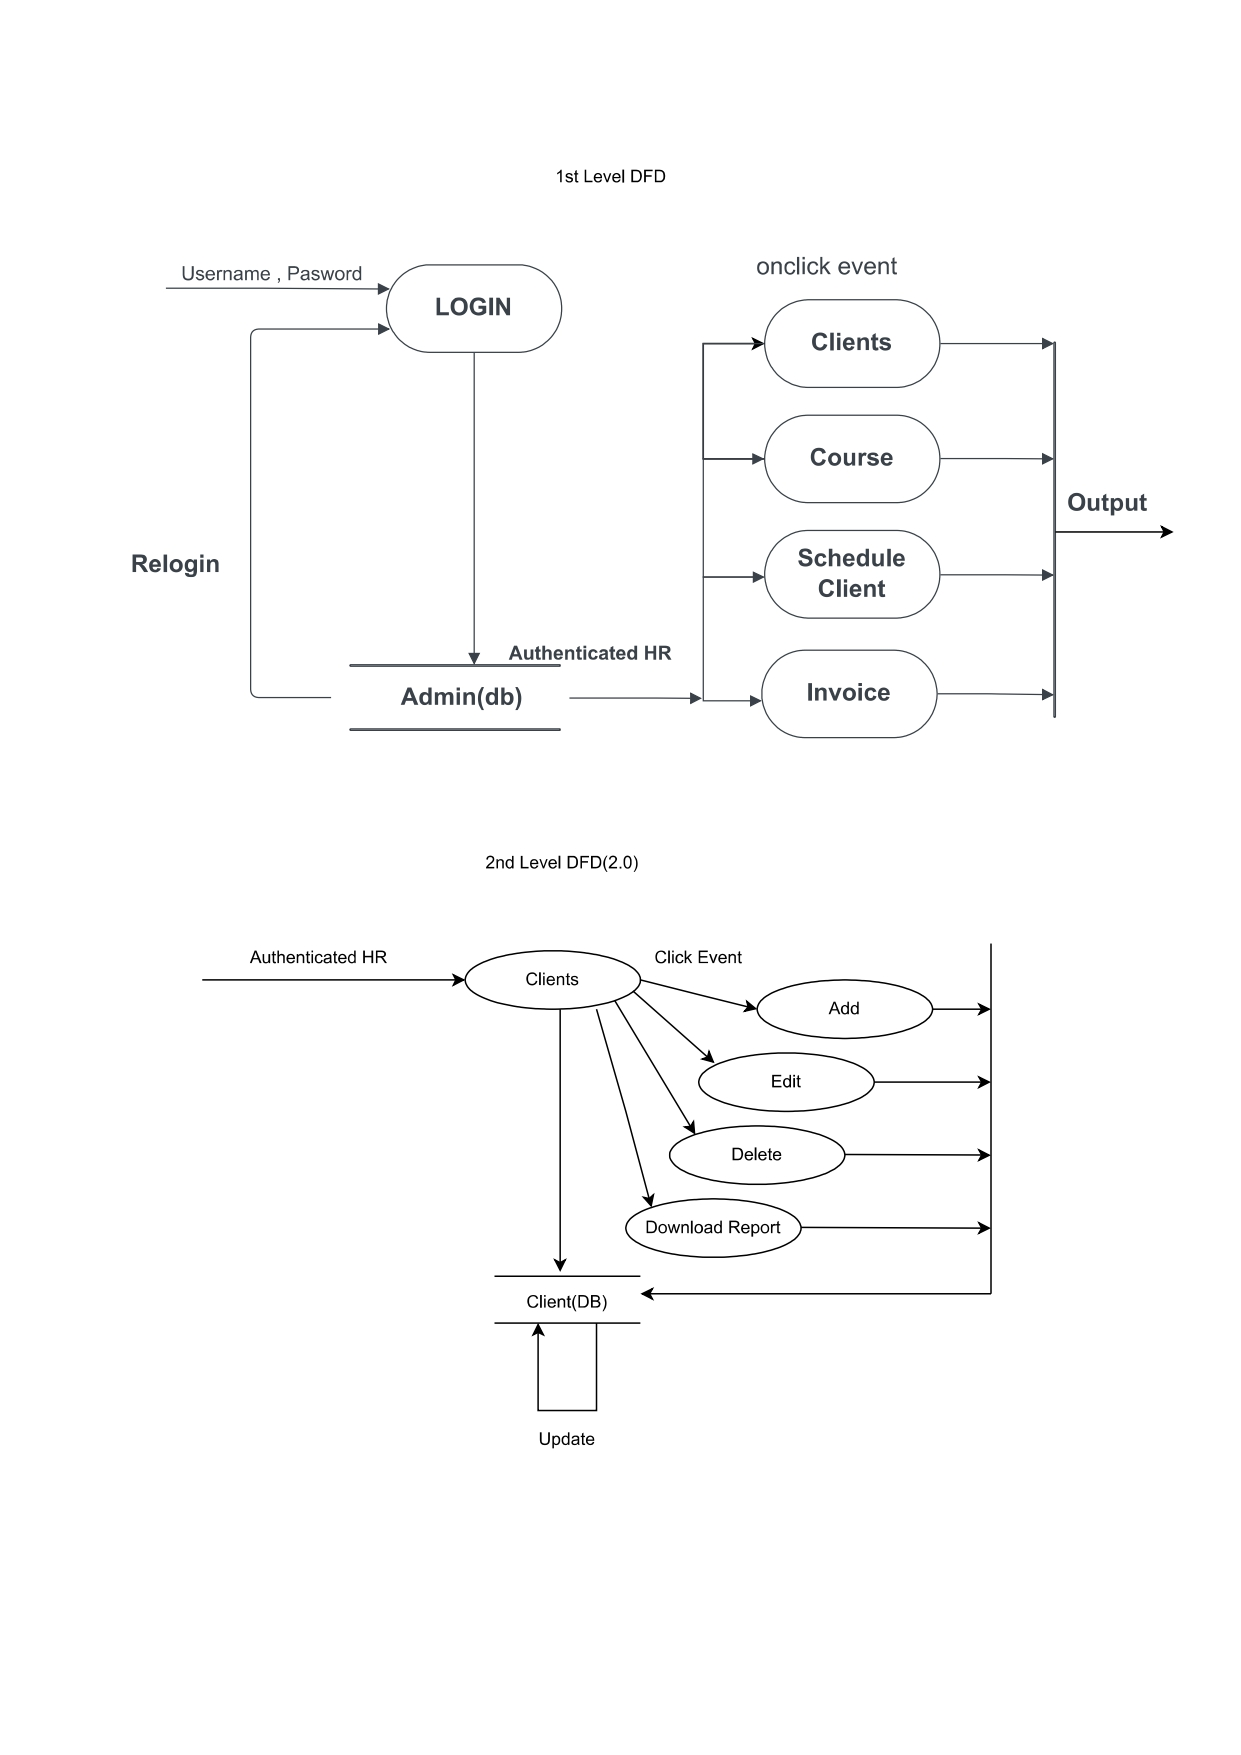 1st Level DFD
Username , Pasword
LOGIN
onclick event
Clients
Course
Output
Schedule
Client
Relogin
Authenticated HR
Admin(db)
Invoice
2nd Level DFD(2.0)
Authenticated HR
Clients
Click Event
Add
Edit
Delete
Download Report
Client(DB)
Update